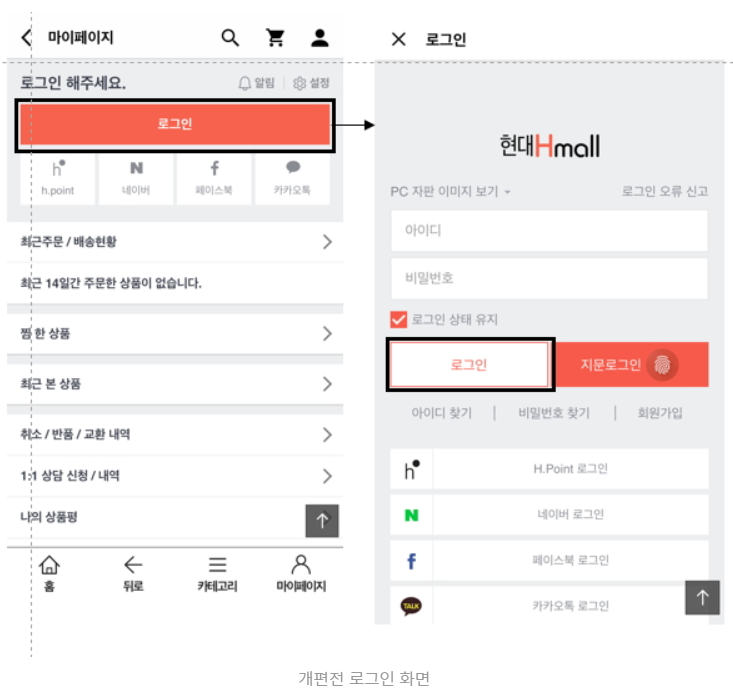 마이페이지
로그인 해주세요.
알림
설정
로그인
h.point
네이버
페이스북
카카오톡
최근주문 / 배송현황
최근 14일간 주문한 상품이 없습니다.
찜한 상품
최근 본 상품
취소 / 반품 / 교환 내역
1:1 상담 신청 / 내역
나의 상품평
홈
뒤로
카테고리
마이페이지
로그인
현대Hmall
PC 자판 이미지 보기
로그인 오류 신고
아이디
비밀번호
로그인 상태 유지
로그인
지문로그인
아이디 찾기 | 비밀번호 찾기 | 회원가입
H.Point 로그인
네이버 로그인
페이스북 로그인
TALK
카카오톡 로그인
개편전 로그인 화면